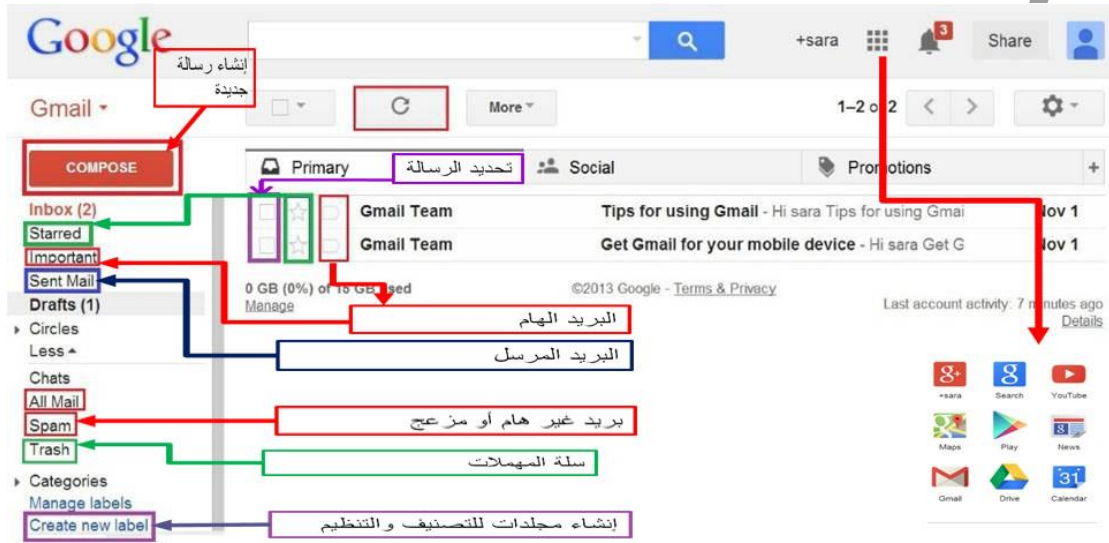 Google
+sara
3
Share
إنشاء رسالة
جديدة
Gmail
More
1–2 of 2
COMPOSE
Primary
تحديد الرسالة
Social
Promotions
+
Inbox (2)
Starred
Important
Sent Mail
Drafts (1)
Circles
Less
Chats
All Mail
Spam
Trash
Categories
Manage labels
Create new label
Gmail Team Tips for using Gmail - Hi sara Tips for using Gmai Nov 1
Gmail Team Get Gmail for your mobile device - Hi sara Get G Nov 1
0 GB (0%) of 15 GB used
Manage
©2013 Google - Terms & Privacy
Last account activity: 7 minutes ago
Details
البريد الهام
البريد المرسل
بريد غير هام أو مزعج
سلة المهملات
إنشاء مجلدات للتصنيف والتنظيم
+sara Search YouTube
Maps Play News
31
Gmail Drive Calendar